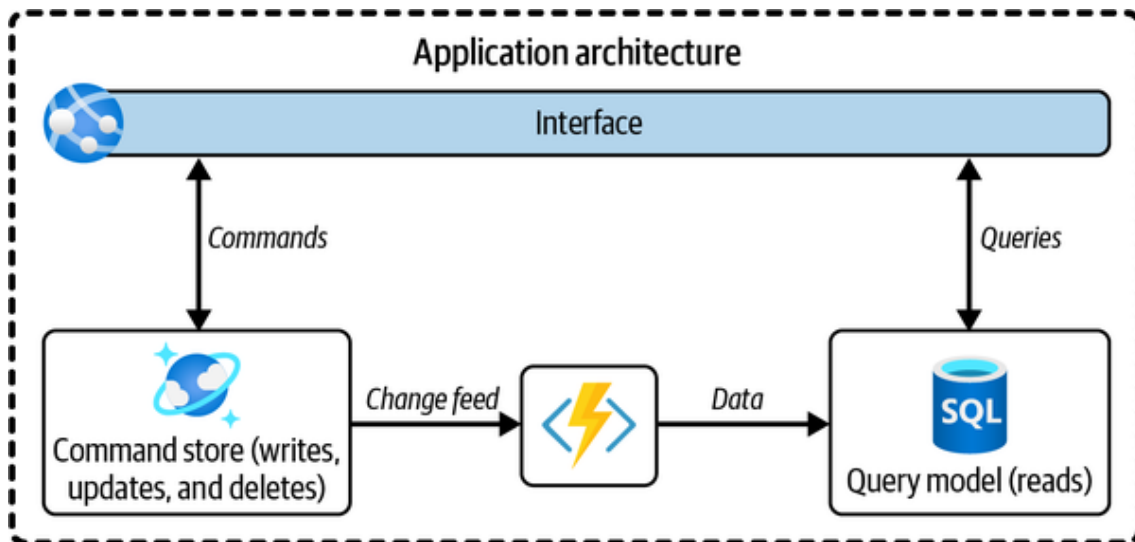 Application architecture
Interface
Commands
Queries
Change feed
Data
SQL
Command store (writes,
updates, and deletes)
Query model (reads)